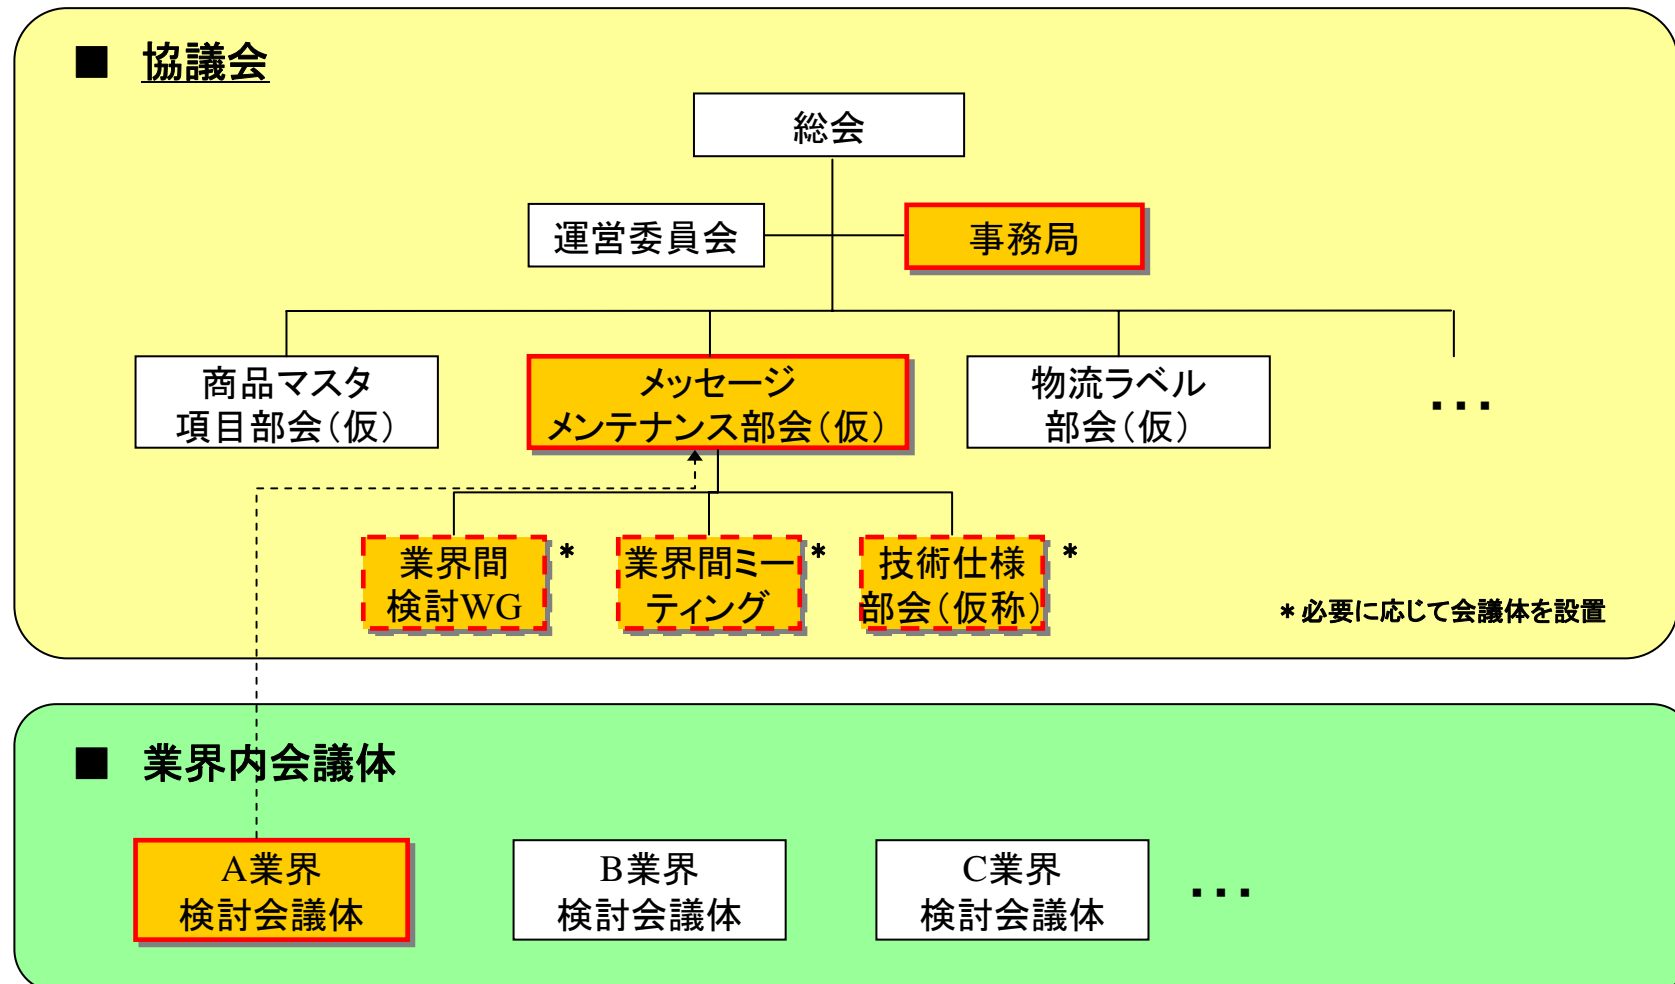 ■ 協議会
総会
運営委員会
事務局
商品マスタ
項目部会(仮)
メッセージ
メンテナンス部会(仮)
物流ラベル
部会(仮)
...
業界間
検討WG
*
業界間ミー
ティング
*
技術仕様
部会(仮称)
*
*必要に応じて会議体を設置
■ 業界内会議体
A業界
検討会議体
B業界
検討会議体
C業界
検討会議体
...